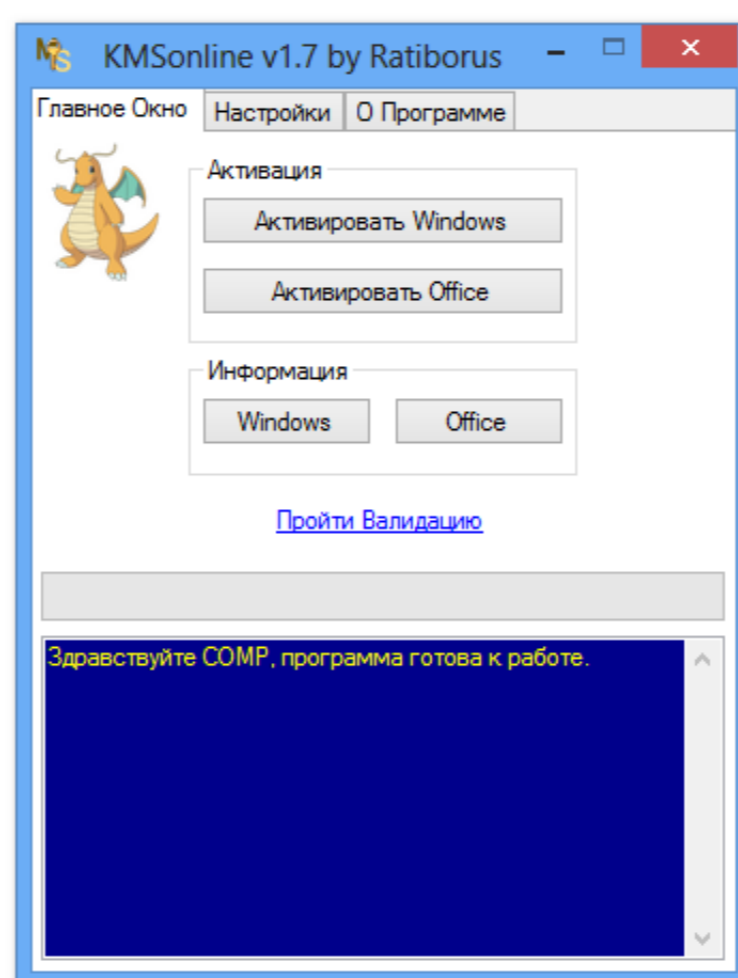 KMSonline v1.7 by Ratiborus
Главное Окно Настройки О Программе
Активация
Активировать Windows
Активировать Office
Информация
Windows Office
Пройти Валидацию
Здравствуйте COMP, программа готова к работе.